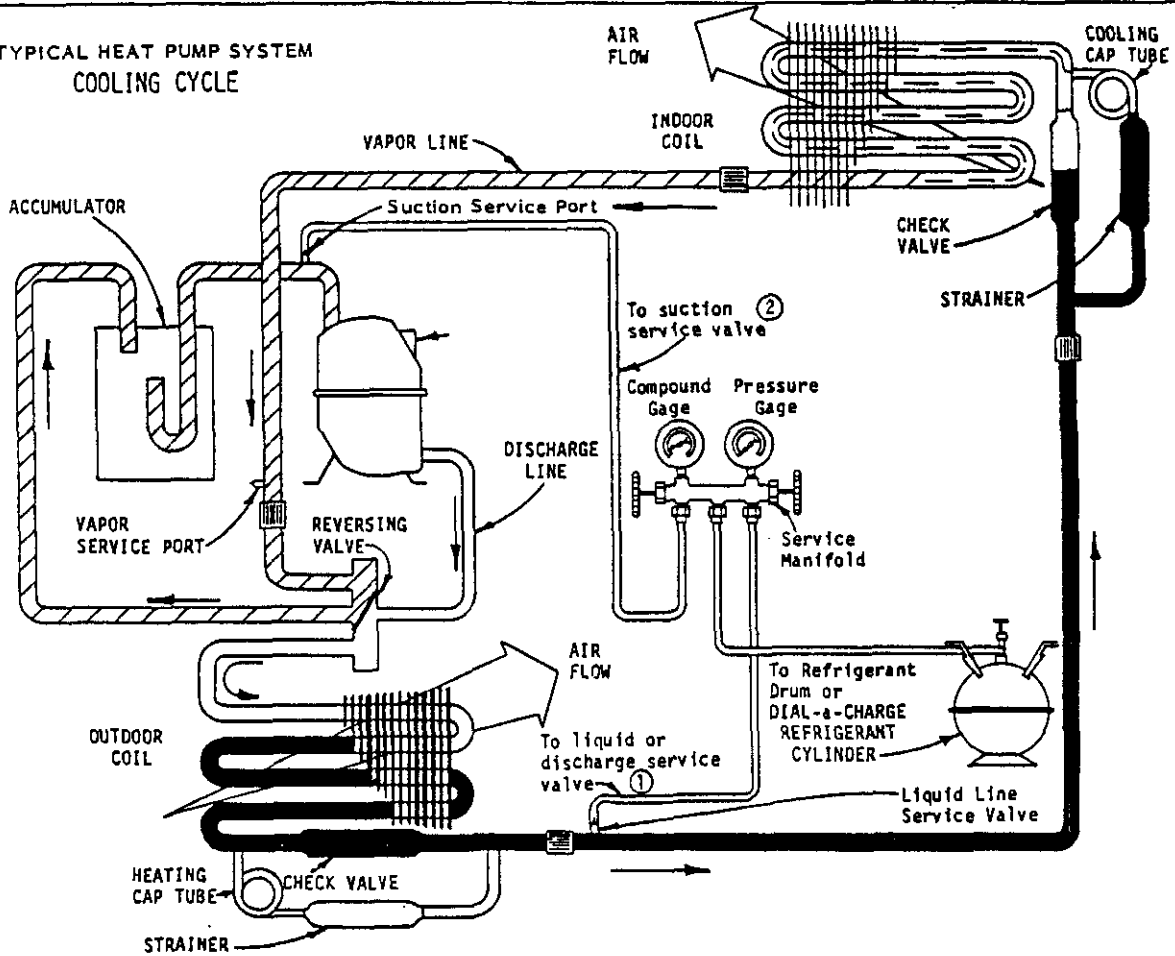 TYPICAL HEAT PUMP SYSTEM
COOLING CYCLE
AIR
FLOW
COOLING
CAP TUBE
INDOOR
COIL
VAPOR LINE
ACCUMULATOR
Suction Service Port
CHECK
VALVE
STRAINER
To suction ②
service valve
Compound
Gage
Pressure
Gage
DISCHARGE
LINE
VAPOR
SERVICE PORT
REVERSING
VALVE
Service
Manifold
AIR
FLOW
To Refrigerant
Drum or
DIAL-a-CHARGE
REFRIGERANT
CYLINDER
OUTDOOR
COIL
To liquid or
discharge service
valve ①
Liquid Line
Service Valve
HEATING
CAP TUBE
CHECK VALVE
STRAINER